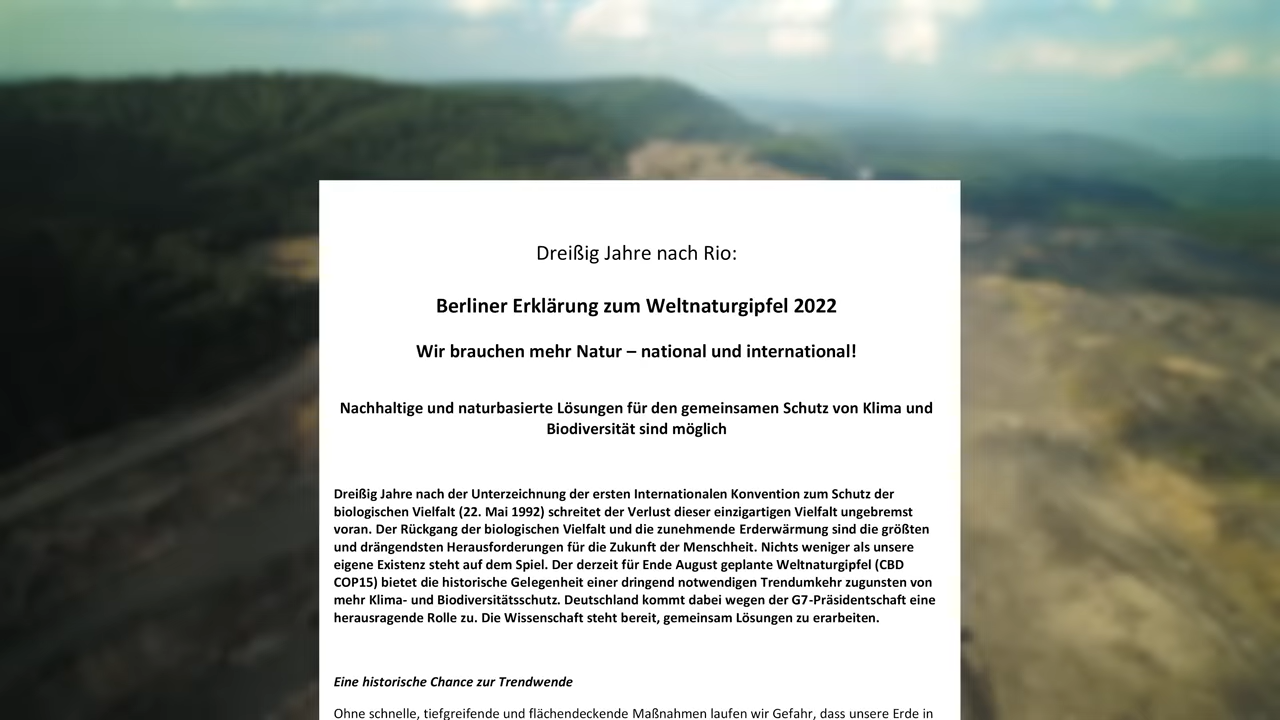 Dreißig Jahre nach Rio:
Berliner Erklärung zum Weltnaturgipfel 2022
Wir brauchen mehr Natur – national und international!
Nachhaltige und naturbasierte Lösungen für den gemeinsamen Schutz von Klima und
Biodiversität sind möglich
Dreißig Jahre nach der Unterzeichnung der ersten Internationalen Konvention zum Schutz der
biologischen Vielfalt (22. Mai 1992) schreitet der Verlust dieser einzigartigen Vielfalt ungebremst
voran. Der Rückgang der biologischen Vielfalt und die zunehmende Erderwärmung sind die größten
und drängendsten Herausforderungen für die Zukunft der Menschheit. Nichts weniger als unsere
eigene Existenz steht auf dem Spiel. Der derzeit für Ende August geplante Weltnaturgipfel (CBD
COP15) bietet die historische Gelegenheit einer dringend notwendigen Trendumkehr zugunsten von
mehr Klima- und Biodiversitätsschutz. Deutschland kommt dabei wegen der G7-Präsidentschaft eine
herausragende Rolle zu. Die Wissenschaft steht bereit, gemeinsam Lösungen zu erarbeiten.
Eine historische Chance zur Trendwende
Ohne schnelle, tiefgreifende und flächendeckende Maßnahmen laufen wir Gefahr, dass unsere Erde in